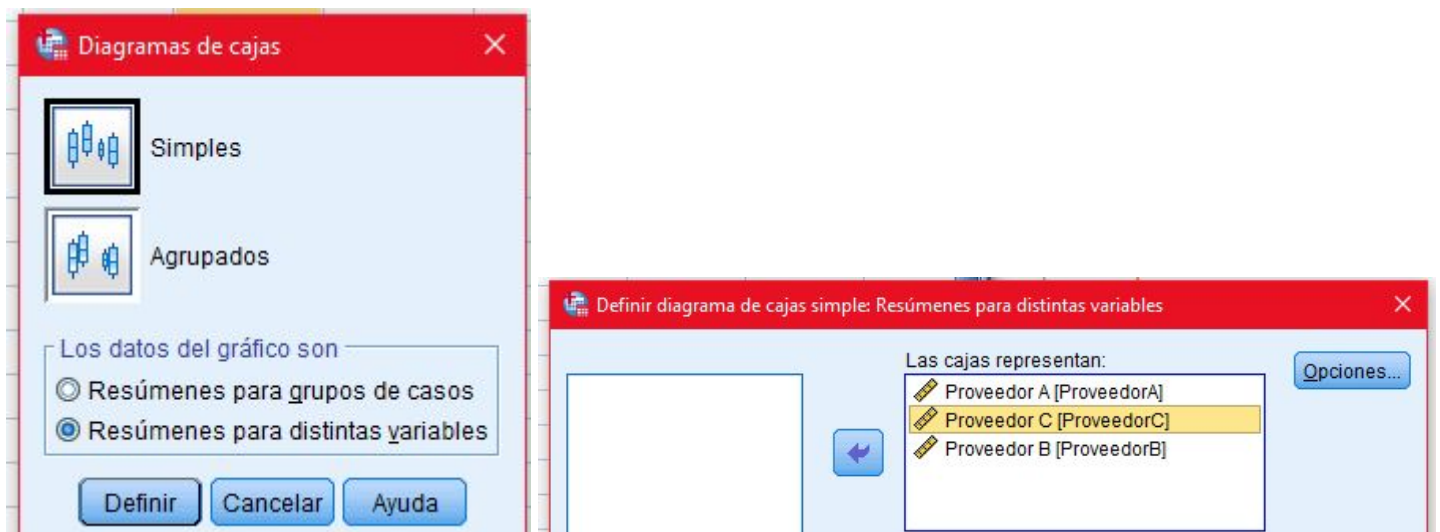 Diagramas de cajas
Simples
Agrupados
Los datos del gráfico son
Resúmenes para grupos de casos
Resúmenes para distintas variables
Definir Cancelar Ayuda
Definir diagrama de cajas simple: Resúmenes para distintas variables
Las cajas representan:
Opciones...
Proveedor A [ProveedorA]
Proveedor C [ProveedorC]
Proveedor B [ProveedorB]